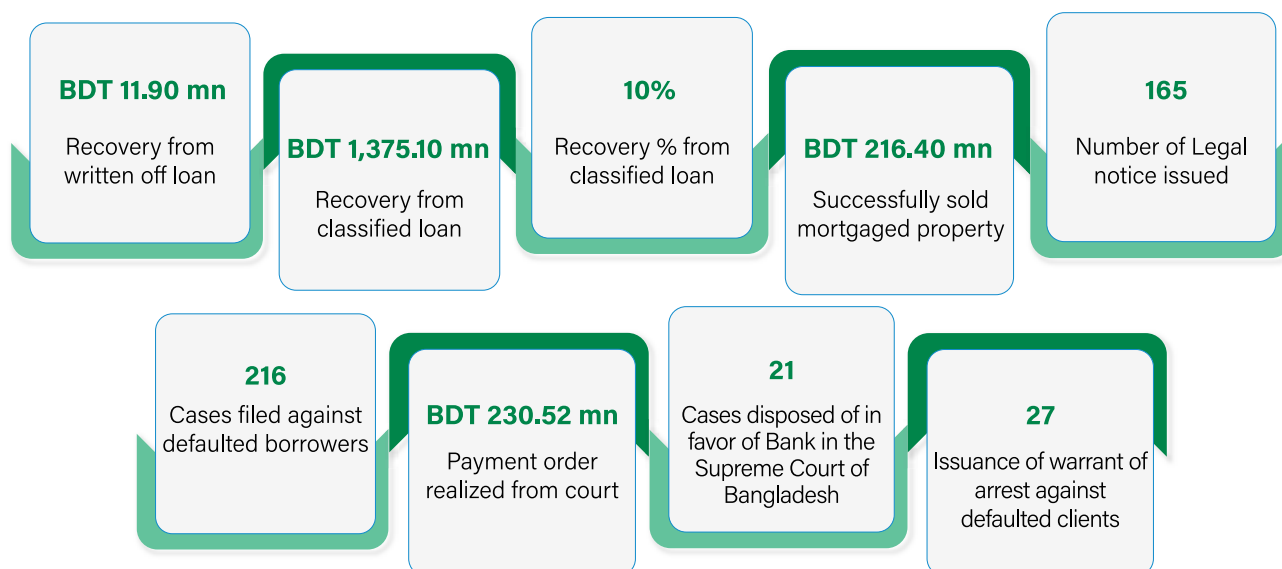 BDT 11.90 mn
Recovery from
written off loan
BDT 1,375.10 mn
Recovery from
classified loan
10%
Recovery % from
classified loan
BDT 216.40 mn
Successfully sold
mortgaged property
165
Number of Legal
notice issued
216
Cases filed against
defaulted borrowers
BDT 230.52 mn
Payment order
realized from court
21
Cases disposed of in
favor of Bank in the
Supreme Court of
Bangladesh
27
Issuance of warrant of
arrest against
defaulted clients